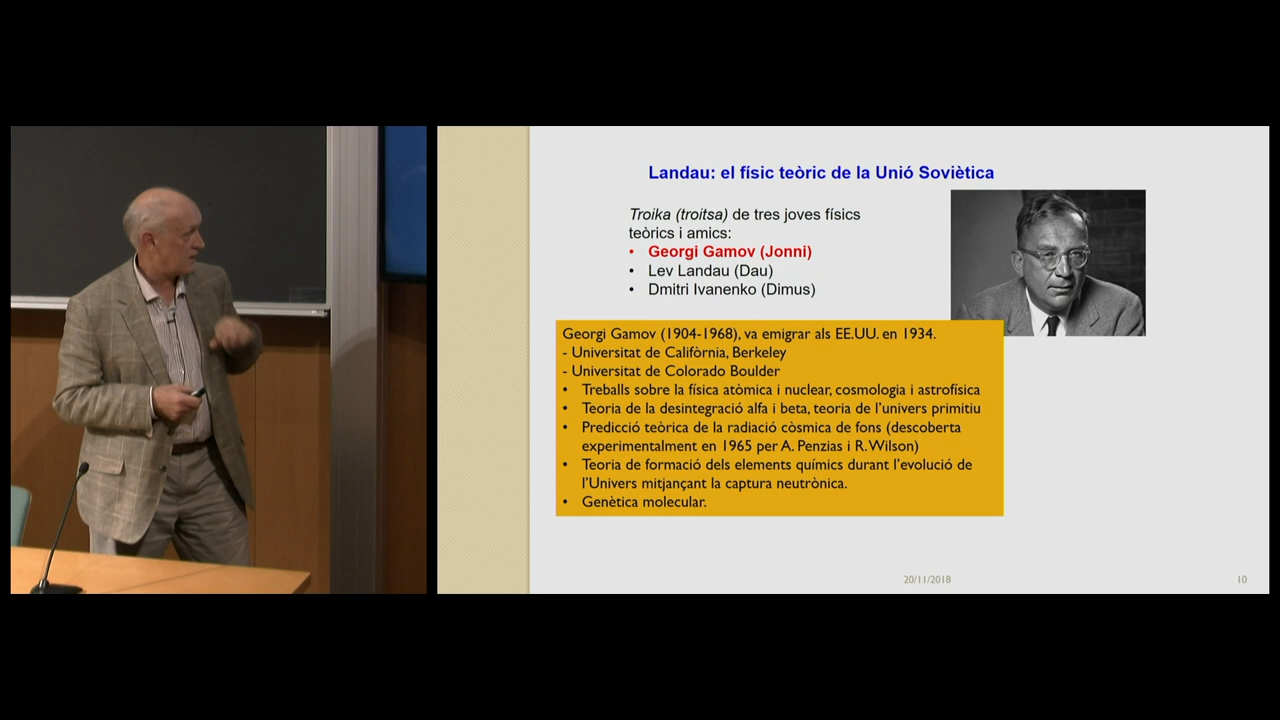 Landau: el físic teòric de la Unió Soviètica
Troika (troitsa) de tres joves físics
teòrics i amics:
• Georgi Gamov (Jonni)
• Lev Landau (Dau)
• Dmitri Ivanenko (Dimus)
Georgi Gamov (1904-1968), va emigrar als EE.UU. en 1934.
- Universitat de Califòrnia, Berkeley
- Universitat de Colorado Boulder
• Treballs sobre la física atòmica i nuclear, cosmologia i astrofísica
• Teoria de la desintegració alfa i beta, teoria de l'univers primitiu
• Predicció teòrica de la radiació còsmica de fons (descoberta
experimentalment en 1965 per A. Penzias i R. Wilson)
• Teoria de formació dels elements químics durant l'evolució de
l'Univers mitjançant la captura neutrònica.
• Genètica molecular.
20/11/2018
10